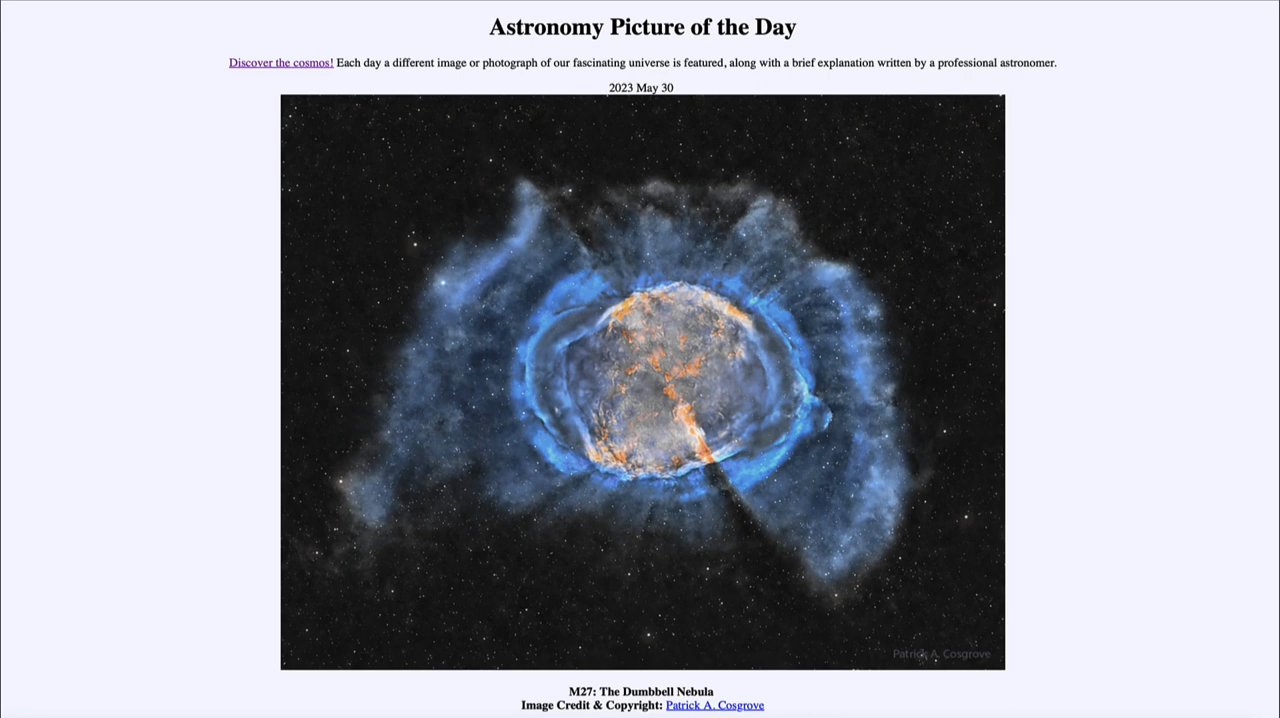 Astronomy Picture of the Day
Discover the cosmos! Each day a different image or photograph of our fascinating universe is featured, along with a brief explanation written by a professional astronomer.
2023 May 30
Patrick A. Cosgrove
M27: The Dumbbell Nebula
Image Credit & Copyright: Patrick A. Cosgrove